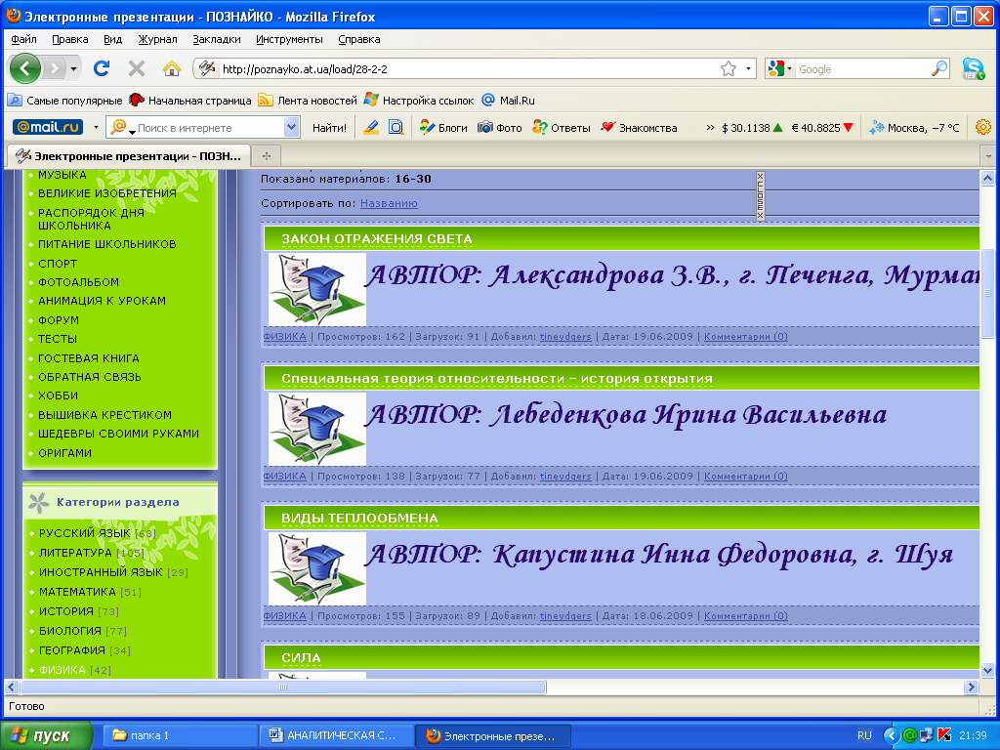 Электронные презентации - ПОЗНАЙКО - Mozilla Firefox
Файл Правка Вид Журнал Закладки Инструменты Справка
http://poznayko.at.ua/load/28-2-2 Google
Самые популярные Начальная страница Лента новостей Настройка ссылок Mail.Ru
@mail.ru Поиск в интернете Найти! Блоги Фото Ответы Знакомства » $ 30.1138 € 40.8825 Москва, −7 °C
Электронные презентации - ПОЗН...
МУЗЫКА
ВЕЛИКИЕ ИЗОБРЕТЕНИЯ
РАСПОРЯДОК ДНЯ
ШКОЛЬНИКА
ПИТАНИЕ ШКОЛЬНИКОВ
СПОРТ
ФОТОАЛЬБОМ
АНИМАЦИЯ К УРОКАМ
ФОРУМ
ТЕСТЫ
ГОСТЕВАЯ КНИГА
ОБРАТНАЯ СВЯЗЬ
ХОББИ
ВЫШИВКА КРЕСТИКОМ
ШЕДЕВРЫ СВОИМИ РУКАМИ
ОРИГАМИ
Категории раздела
РУССКИЙ ЯЗЫК [63]
ЛИТЕРАТУРА [105]
ИНОСТРАННЫЙ ЯЗЫК [29]
МАТЕМАТИКА [51]
ИСТОРИЯ [73]
БИОЛОГИЯ [77]
ГЕОГРАФИЯ [34]
ФИЗИКА [42]
Показано материалов: 16-30
Сортировать по: Названию
X CLOSE X
ЗАКОН ОТРАЖЕНИЯ СВЕТА
АВТОР: Александрова З.В., г. Печенга, Мурман
ФИЗИКА | Просмотров: 162 | Загрузок: 91 | Добавил: tineydgers | Дата: 19.06.2009 | Комментарии (0)
Специальная теория относительности – история открытия
АВТОР: Лебеденкова Ирина Васильевна
ФИЗИКА | Просмотров: 138 | Загрузок: 77 | Добавил: tineydgers | Дата: 19.06.2009 | Комментарии (0)
ВИДЫ ТЕПЛООБМЕНА
АВТОР: Капустина Инна Федоровна, г. Шуя
ФИЗИКА | Просмотров: 155 | Загрузок: 89 | Добавил: tineydgers | Дата: 18.06.2009 | Комментарии (0)
СИЛА
Готово
пуск папка 1 АНАЛИТИЧЕСКАЯ С... Электронные презе... RU 21:39